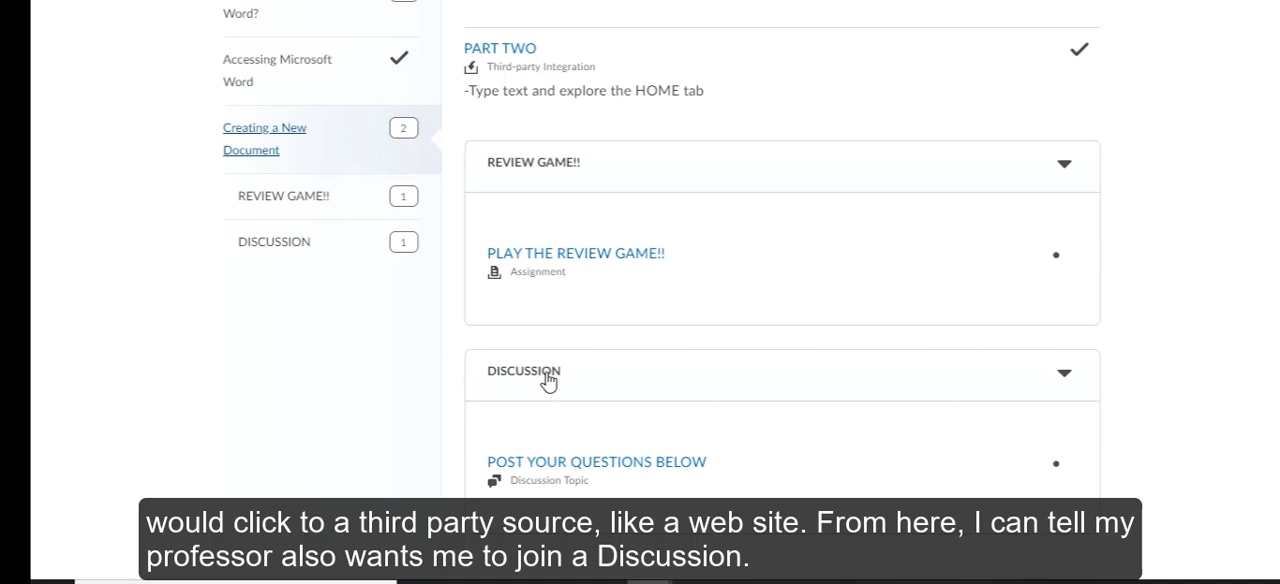 Word?
Accessing Microsoft
Word
Creating a New
Document
2
REVIEW GAME!!
1
DISCUSSION
1
PART TWO
Third-party Integration
-Type text and explore the HOME tab
REVIEW GAME!!
PLAY THE REVIEW GAME!!
Assignment
DISCUSSION
POST YOUR QUESTIONS BELOW
Discussion Topic
would click to a third party source, like a web site. From here, I can tell my
professor also wants me to join a Discussion.